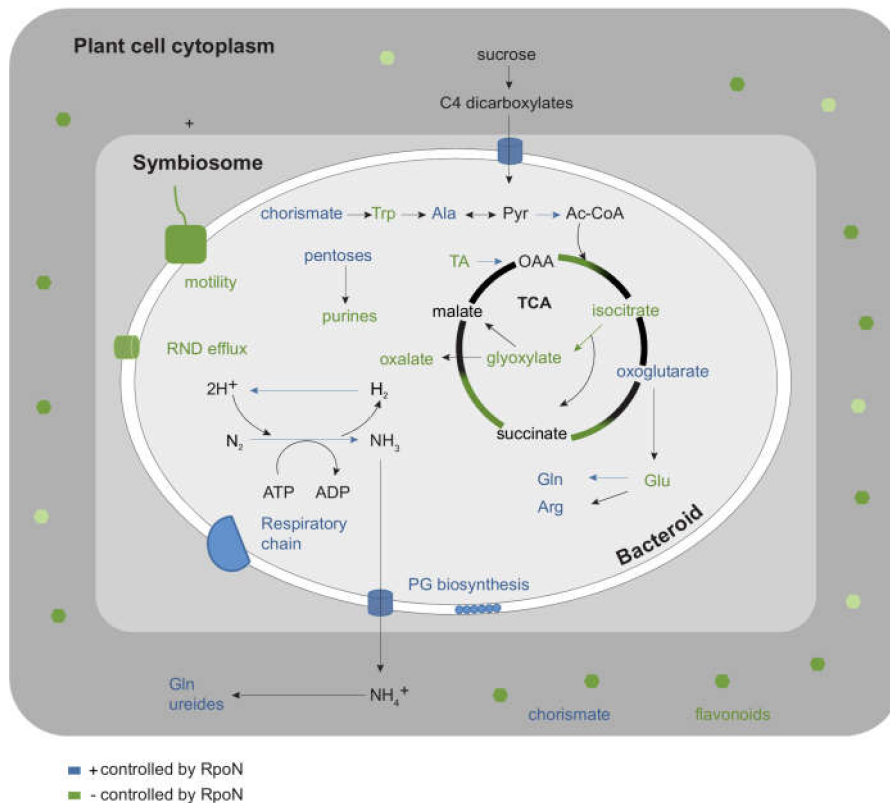 Plant cell cytoplasm
sucrose
C4 dicarboxylates
+
Symbiosome
chorismate Trp Ala Pyr Ac-CoA
pentoses
TA OAA
motility
TCA
purines
malate
isocitrate
RND efflux
oxalate
glyoxylate
oxoglutarate
2H+ H2
N2 NH3
succinate
ATP ADP
Gln Glu
Arg
Respiratory
chain
Bacteroid
PG biosynthesis
Gln
ureides
NH4+
chorismate flavonoids
+ controlled by RpoN
- controlled by RpoN